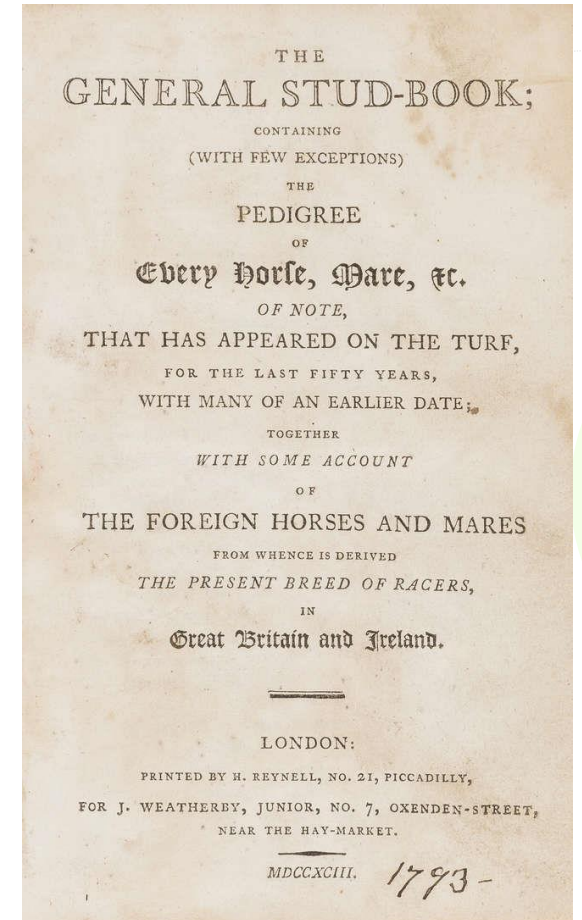 THE
GENERAL STUD-BOOK;
CONTAINING
(WITH FEW EXCEPTIONS)
THE
PEDIGREE
OF
Every Horſe, Mare, &c.
OF NOTE,
THAT HAS APPEARED ON THE TURF,
FOR THE LAST FIFTY YEARS,
WITH MANY OF AN EARLIER DATE;
TOGETHER
WITH SOME ACCOUNT
OF
THE FOREIGN HORSES AND MARES
FROM WHENCE IS DERIVED
THE PRESENT BREED OF RACERS,
IN
Great Britain and Ireland.
LONDON:
PRINTED BY H. REYNELL, NO. 21, PICCADILLY,
FOR J. WEATHERBY, JUNIOR, NO. 7, OXENDEN-STREET,
NEAR THE HAY-MARKET.
MDCCXCIII. 1793-